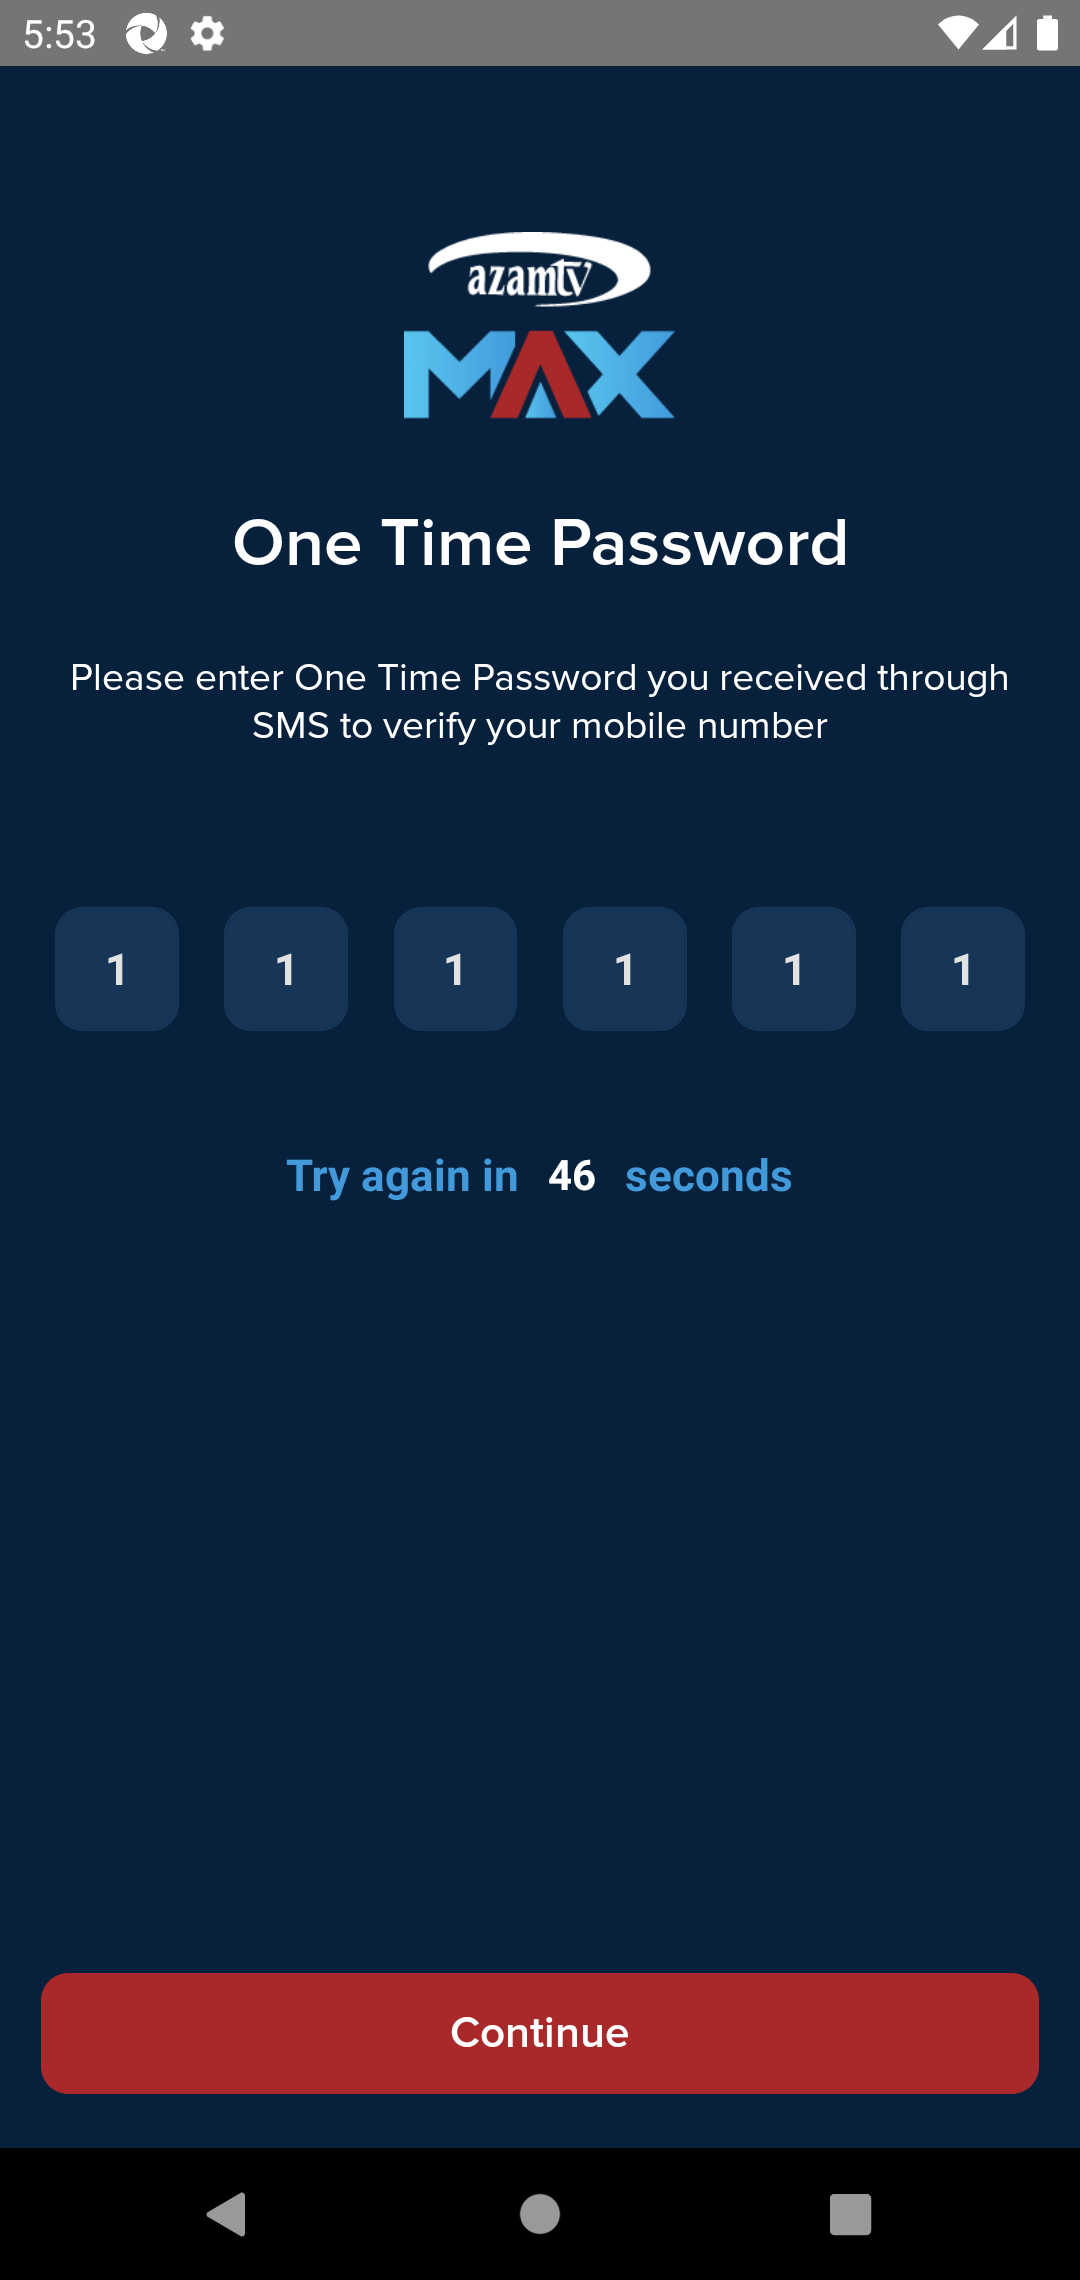 5:53
azamtv
MAX
One Time Password
Please enter One Time Password you received through
SMS to verify your mobile number
1 1 1 1 1 1
Try again in 46 seconds
Continue